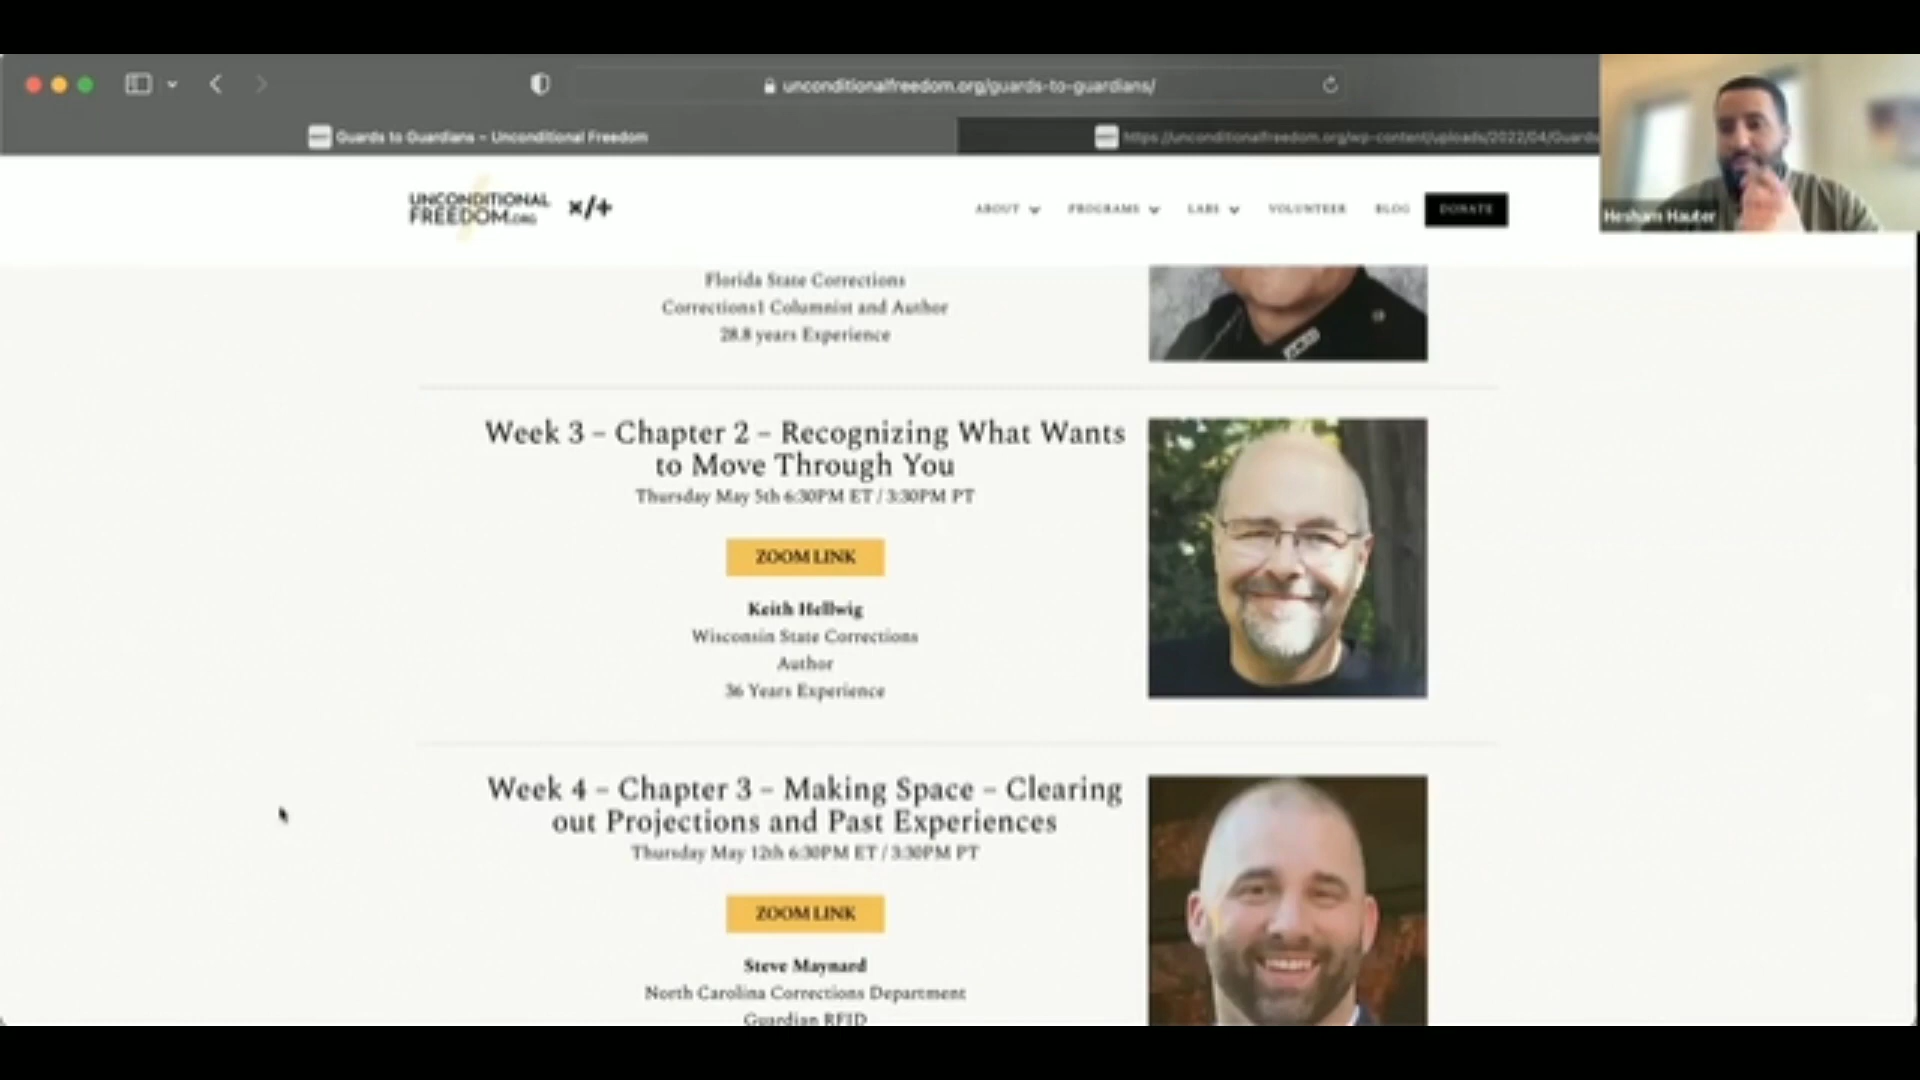 unconditionalfreedom.org/guards-to-guardians/
Guards to Guardians – Unconditional Freedom
https://unconditionalfreedom.org/wp-content/uploads/2022/04/Guards
Hesham Hauter
UNCONDITIONAL
FREEDOM.ORG
x/+
ABOUT
PROGRAMS
LABS
VOLUNTEER
BLOG
DONATE
Florida State Corrections
Corrections1 Columnist and Author
28.8 years Experience
Week 3 – Chapter 2 – Recognizing What Wants
to Move Through You
Thursday May 5th 6:30PM ET / 3:30PM PT
ZOOM LINK
Keith Hellwig
Wisconsin State Corrections
Author
36 Years Experience
Week 4 – Chapter 3 – Making Space – Clearing
out Projections and Past Experiences
Thursday May 12th 6:30PM ET / 3:30PM PT
ZOOM LINK
Steve Maynard
North Carolina Corrections Department
Guardian RFID